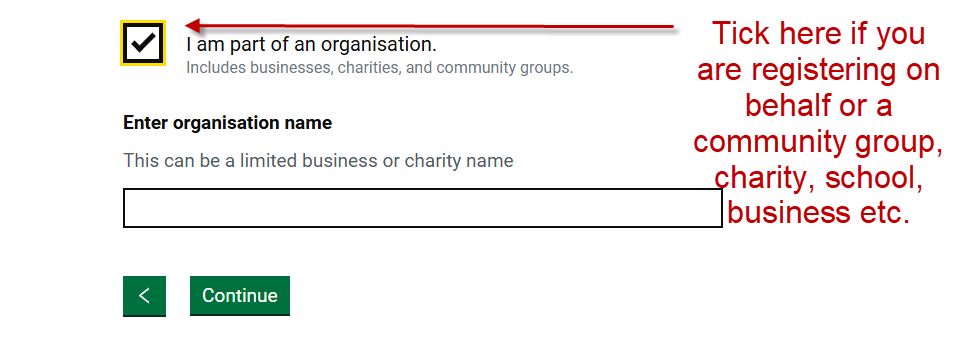 I am part of an organisation.
Includes businesses, charities, and community groups.
Enter organisation name
This can be a limited business or charity name
<
Continue
Tick here if you
are registering on
behalf or a
community group,
charity, school,
business etc.